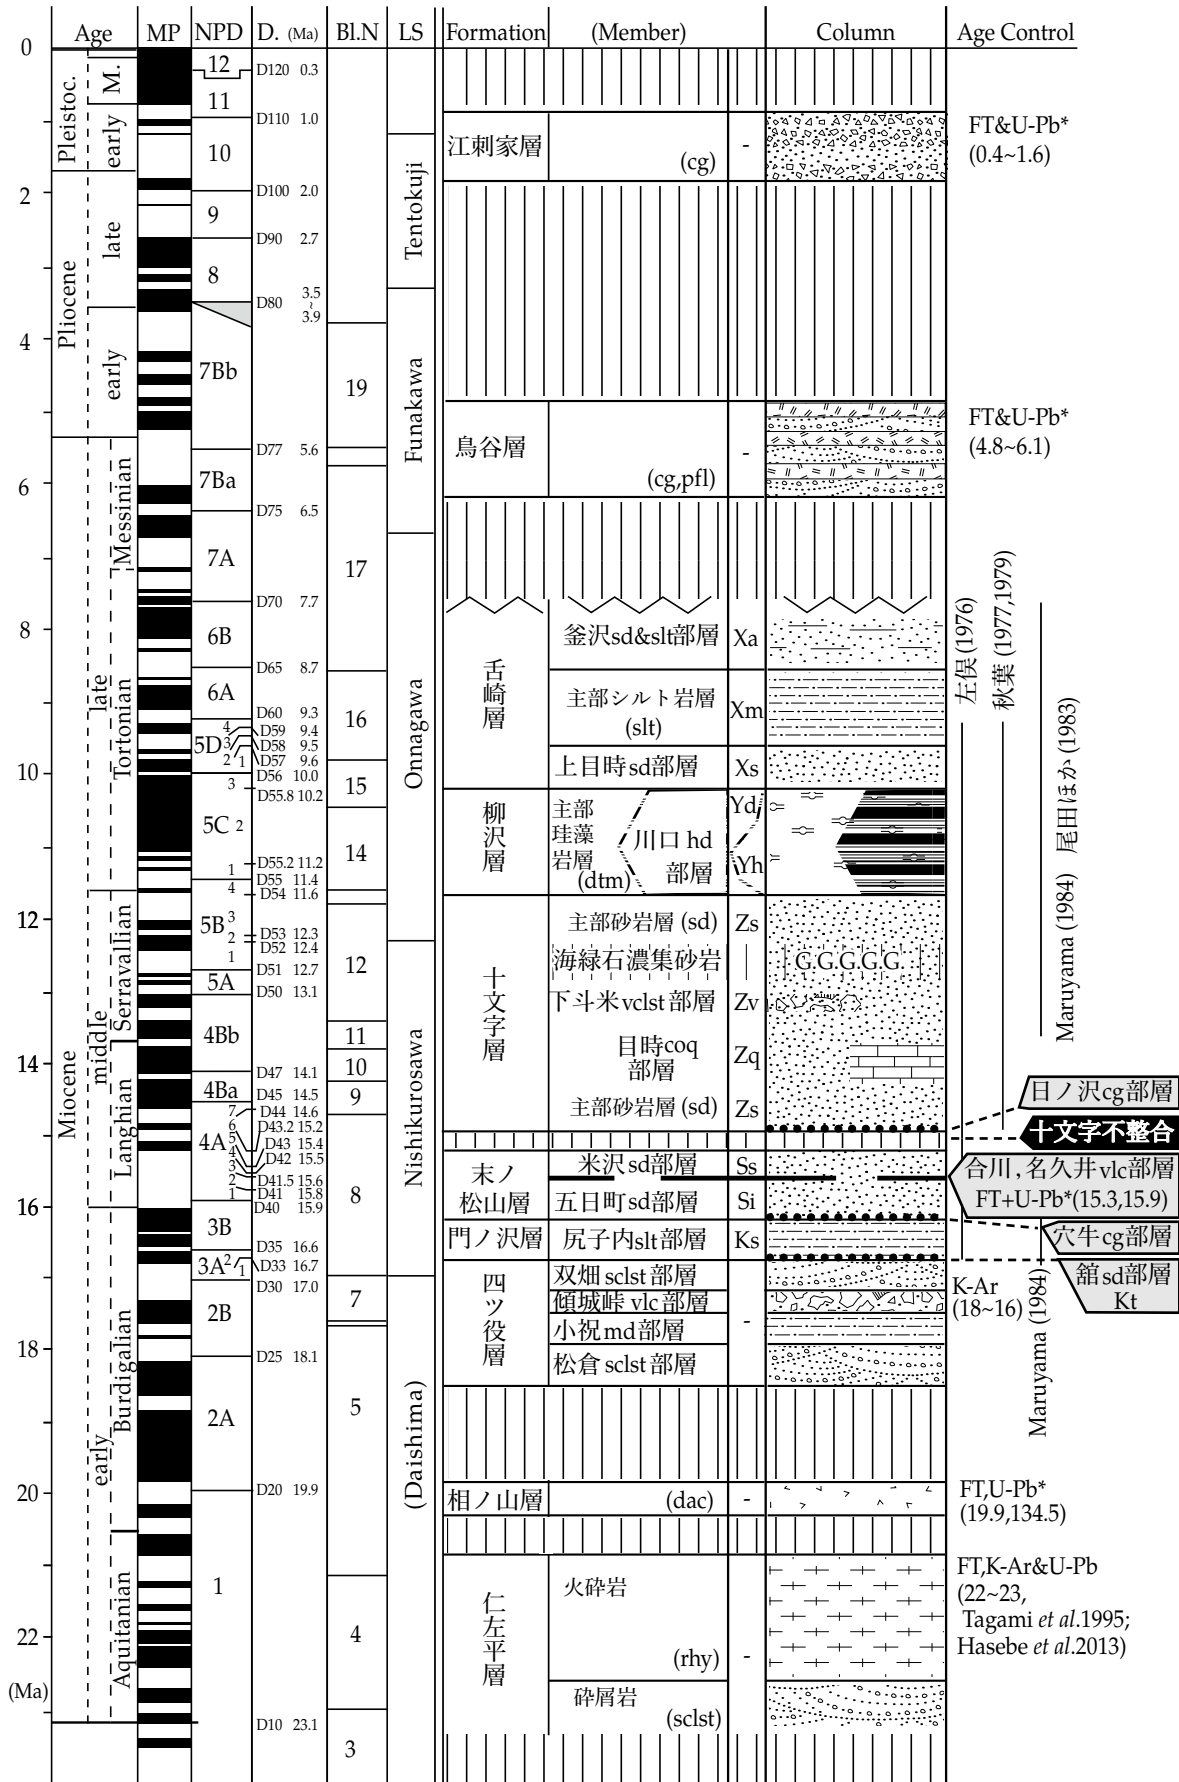 Age MP NPD D. (Ma) Bl.N LS Formation (Member) Column Age Control
0
2
4
6
8
10
12
14
16
18
20
22
(Ma)
Pleistoc.
Pliocene
Miocene
M.
early
late
early
late
middle
early
Messinian
Tortonian
Serravallian
Langhian
Burdigalian
Aquitanian
12
11
10
9
8
7Bb
7Ba
7A
6B
6A
4
5D 3
2 1
3
5C 2
1
4
5B 3
2
1
5A
4Bb
4Ba
7
6
4A 5
4
3
2
1
3B
3A 2 1
2B
2A
1
D120 0.3
D110 1.0
D100 2.0
D90 2.7
D80 3.5
~
3.9
D77 5.6
D75 6.5
D70 7.7
D65 8.7
D60 9.3
D59 9.4
D58 9.5
D57 9.6
D56 10.0
D55.8 10.2
D55.2 11.2
D55 11.4
D54 11.6
D53 12.3
D52 12.4
D51 12.7
D50 13.1
D47 14.1
D45 14.5
D44 14.6
D43.2 15.2
D43 15.4
D42 15.5
D41.5 15.6
D41 15.8
D40 15.9
D35 16.6
D33 16.7
D30 17.0
D25 18.1
D20 19.9
D10 23.1
19
17
16
15
14
12
11
10
9
8
7
5
4
3
Tentokuji
Funakawa
Onnagawa
Nishikurosawa
(Daishima)
江刺家層 (cg) -
FT&U-Pb*
(0.4~1.6)
鳥谷層 (cg,pfl) -
FT&U-Pb*
(4.8~6.1)
舌崎層
釜沢sd&slt部層 Xa
主部シルト岩層 Xm
(slt)
上目時sd部層 Xs
柳沢層
主部
珪藻
岩層
(dtm)
川口 hd
部層
Yd
Yh
十文字層
主部砂岩層 (sd) Zs
海緑石濃集砂岩 G.G.G.G.G.
下斗米vclst部層 Zv
目時coq
部層
Zq
主部砂岩層 (sd) Zs
末ノ
松山層
米沢sd部層 Ss
五日町sd部層 Si
門ノ沢層 尻子内slt部層 Ks
四ツ役層
双畑 sclst 部層
傾城峠 vlc 部層
小祝md部層 -
松倉 sclst 部層
K-Ar
(18~16)
相ノ山層 (dac) -
FT,U-Pb*
(19.9,134.5)
仁左平層
火砕岩
(rhy) -
砕屑岩
(sclst)
FT,K-Ar&U-Pb
(22~23,
Tagami et al.1995;
Hasebe et al.2013)
左俣 (1976)
秋葉 (1977,1979)
Maruyama (1984) 尾田ほか (1983)
Maruyama (1984)
日ノ沢cg部層
十文字不整合
合川, 名久井vlc部層
FT+U-Pb*(15.3,15.9)
穴牛cg部層
舘sd部層
Kt